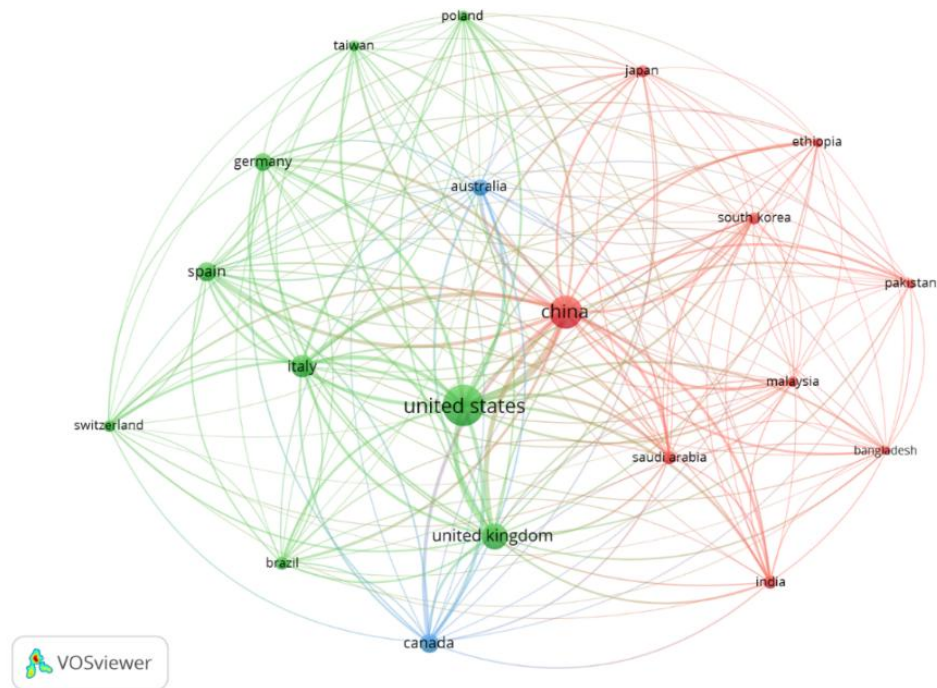 poland
taiwan
japan
ethiopia
germany
australia
south korea
spain
pakistan
china
italy
malaysia
united states
switzerland
saudi arabia
bangladesh
united kingdom
brazil
india
canada
VOSviewer